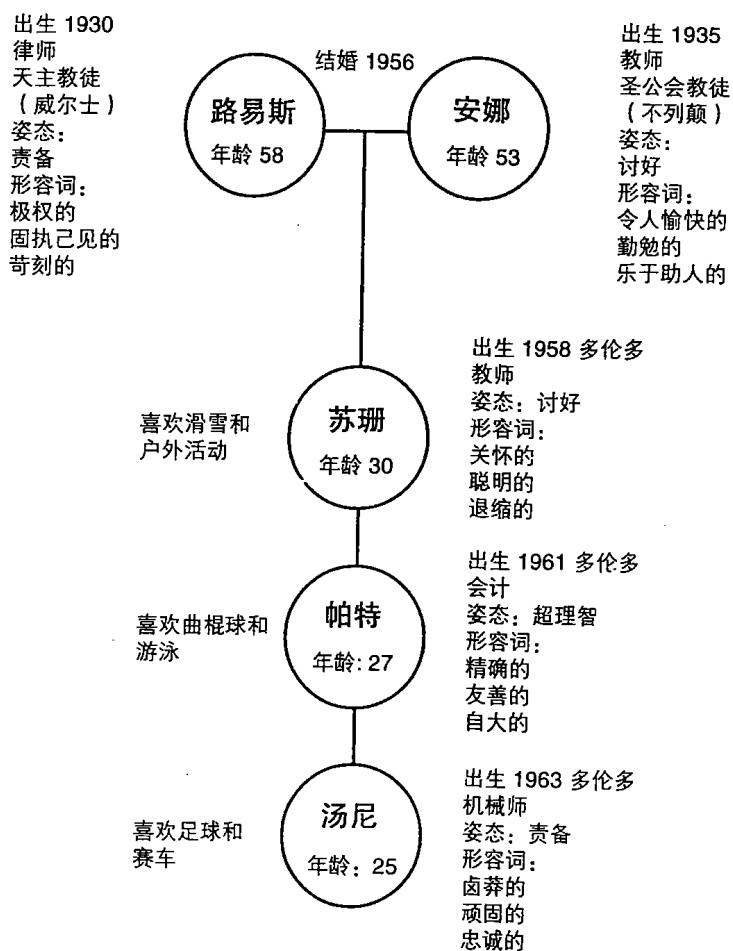 出生 1930
律师
天主教徒
（威尔士）
姿态：
责备
形容词：
极权的
固执己见的
苛刻的
结婚 1956
路易斯
年龄 58
安娜
年龄 53
出生 1935
教师
圣公会教徒
（不列颠）
姿态：
讨好
形容词：
令人愉快的
勤勉的
乐于助人的
喜欢滑雪和
户外活动
苏珊
年龄 30
出生 1958 多伦多
教师
姿态：讨好
形容词：
关怀的
聪明的
退缩的
喜欢曲棍球和
游泳
帕特
年龄：27
出生 1961 多伦多
会计
姿态：超理智
形容词：
精确的
友善的
自大的
喜欢足球和
赛车
汤尼
年龄：25
出生 1963 多伦多
机械师
姿态：责备
形容词：
卤莽的
顽固的
忠诚的